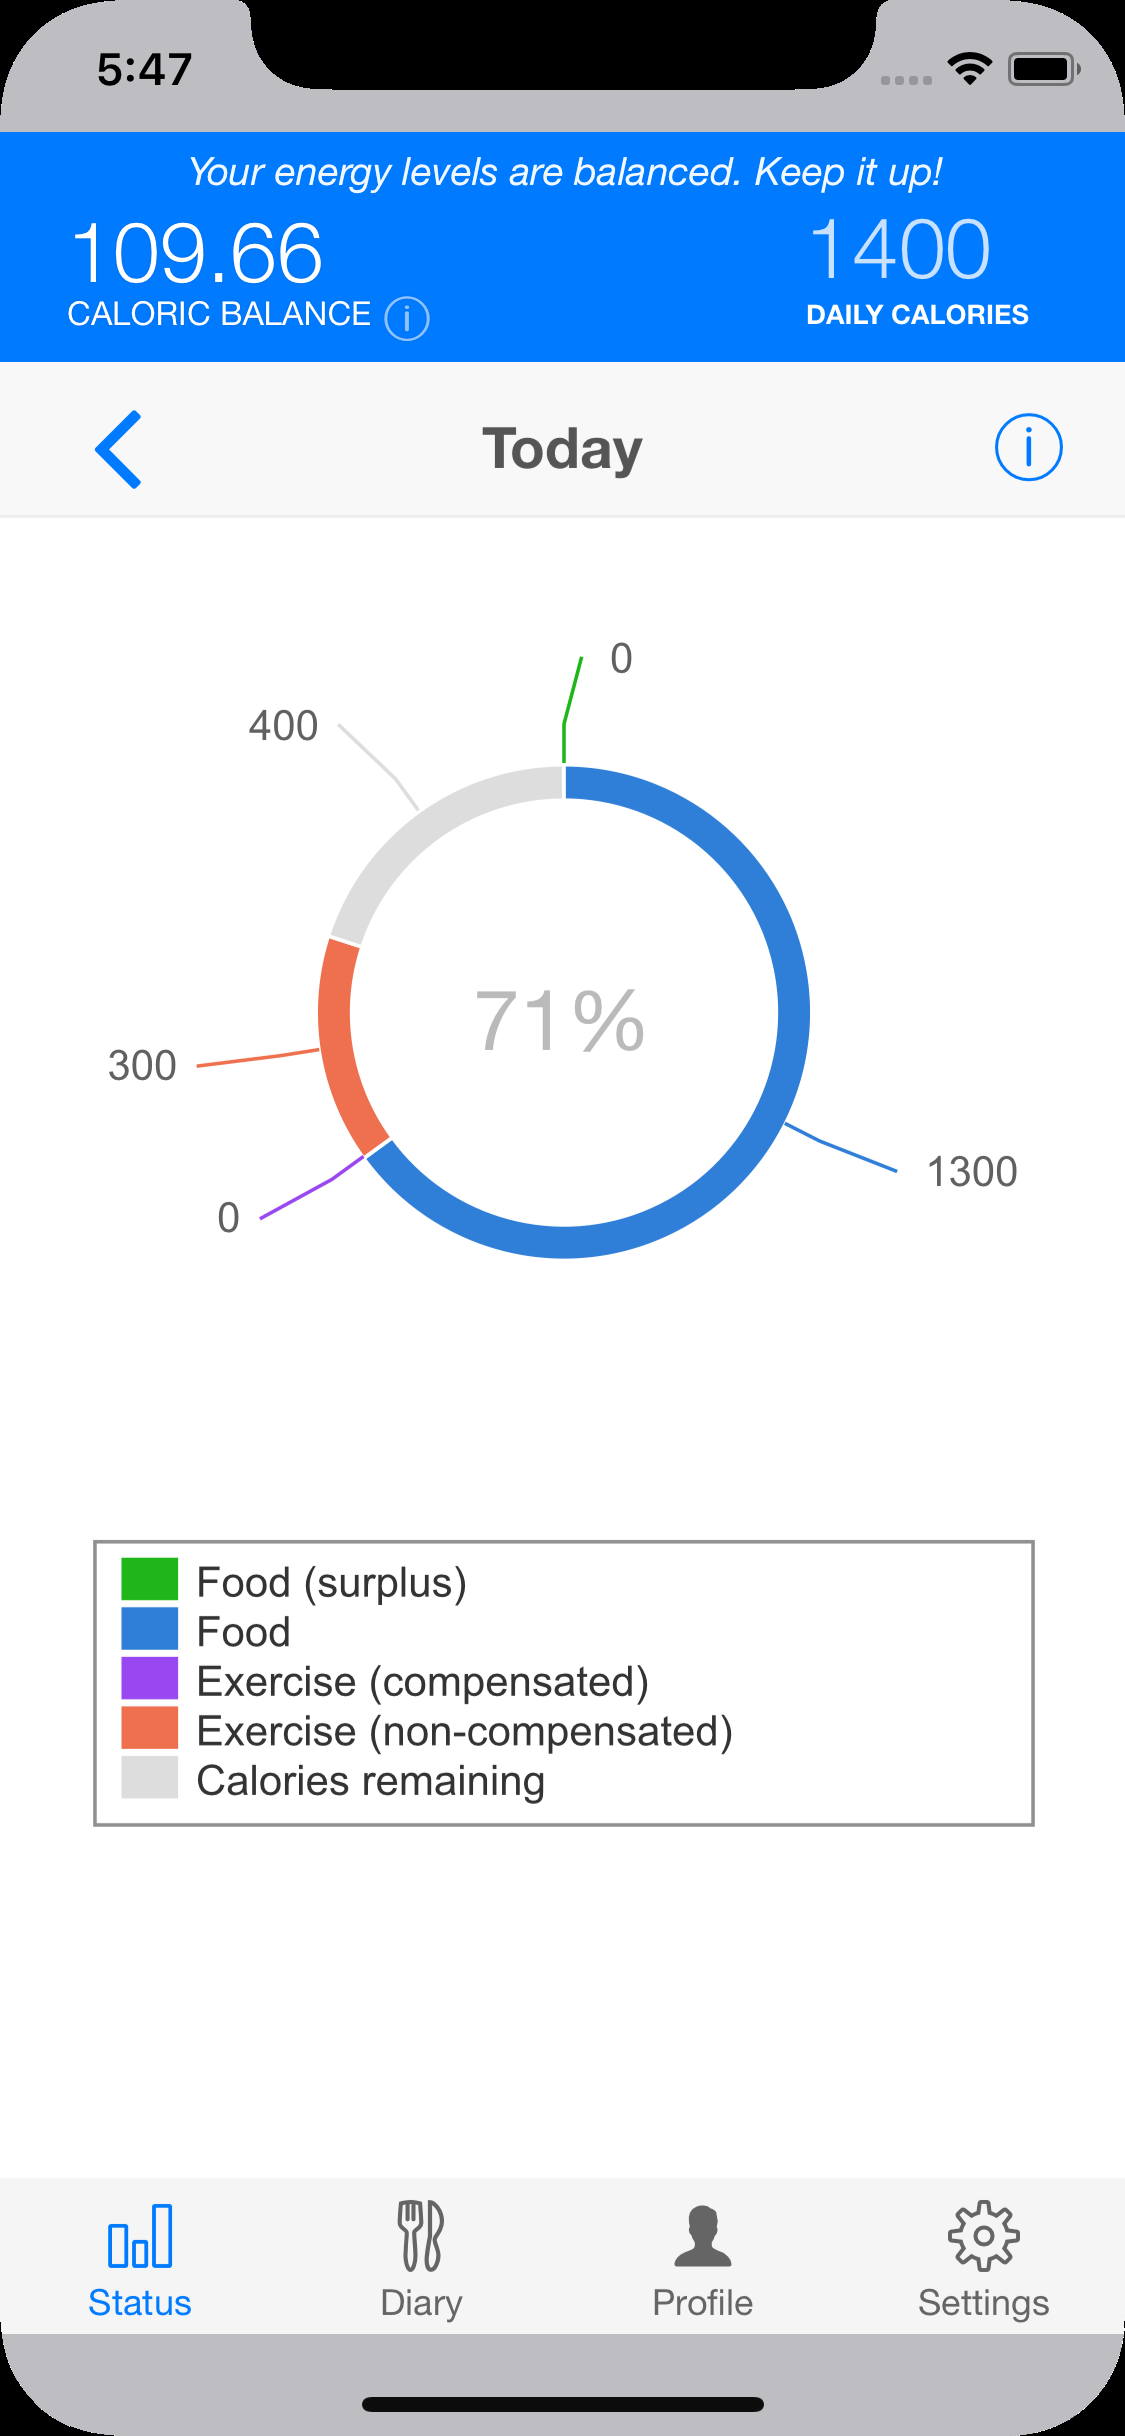 5:47
Your energy levels are balanced. Keep it up!
109.66
1400
CALORIC BALANCE i
DAILY CALORIES
Today
i
0
400
71%
300
1300
0
Food (surplus)
Food
Exercise (compensated)
Exercise (non-compensated)
Calories remaining
Status
Diary
Profile
Settings